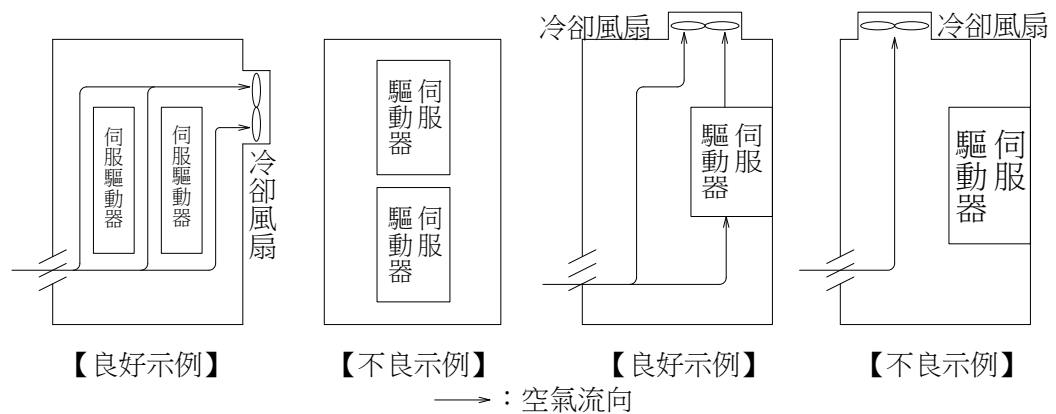 冷卻風扇
冷卻風扇
伺服驅動器
伺服驅動器
冷卻風扇
伺服
驅動器
伺服
驅動器
伺服
驅動器
伺服
驅動器
【良好示例】
【不良示例】
【良好示例】
【不良示例】
：空氣流向